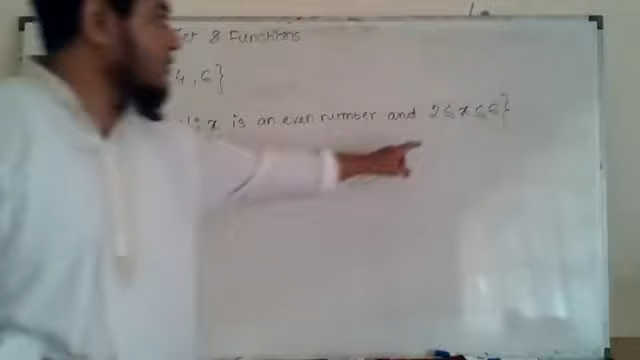 Set & Functions
4, 6}
x is an even number and 2 ≤ x ≤ 6}